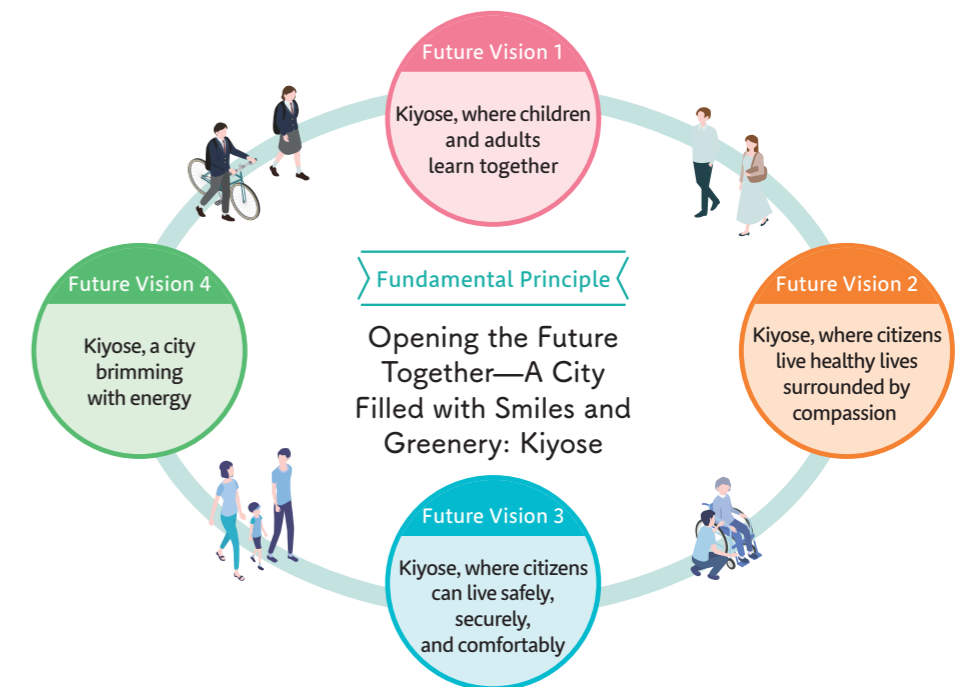 Future Vision 1
Kiyose, where children
and adults
learn together
Future Vision 2
Kiyose, where citizens
live healthy lives
surrounded by
compassion
Future Vision 3
Kiyose, where citizens
can live safely,
securely,
and comfortably
Future Vision 4
Kiyose, a city
brimming
with energy
Fundamental Principle
Opening the Future
Together—A City
Filled with Smiles and
Greenery: Kiyose